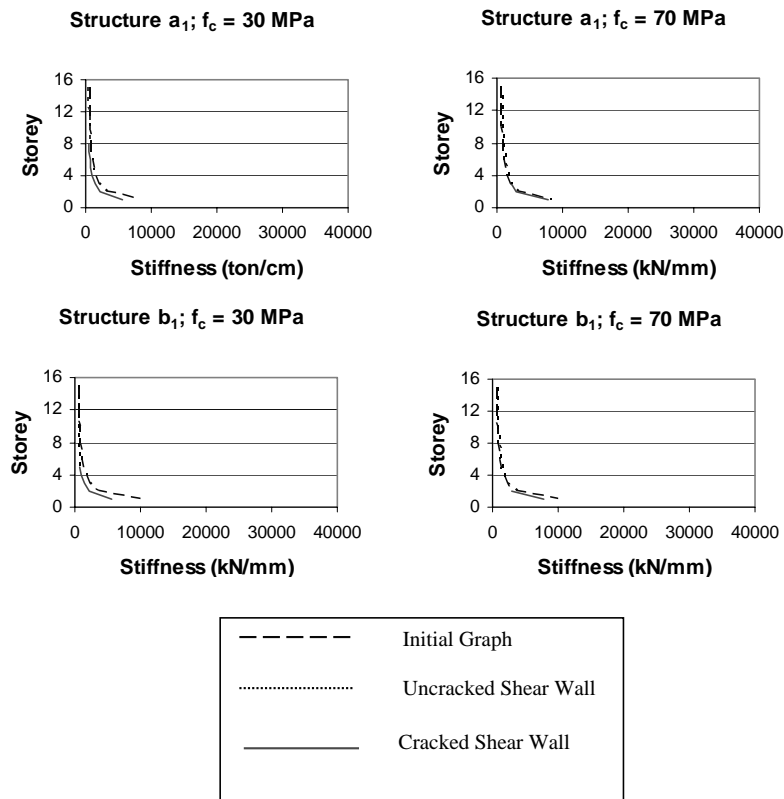 Structure a₁; f_c = 30 MPa
Storey
16
12
8
4
0
0 10000 20000 30000 40000
Stiffness (ton/cm)
Structure a₁; f_c = 70 MPa
Storey
16
12
8
4
0
0 10000 20000 30000 40000
Stiffness (kN/mm)
Structure b₁; f_c = 30 MPa
Storey
16
12
8
4
0
0 10000 20000 30000 40000
Stiffness (kN/mm)
Structure b₁; f_c = 70 MPa
Storey
16
12
8
4
0
0 10000 20000 30000 40000
Stiffness (kN/mm)
Initial Graph
Uncracked Shear Wall
Cracked Shear Wall